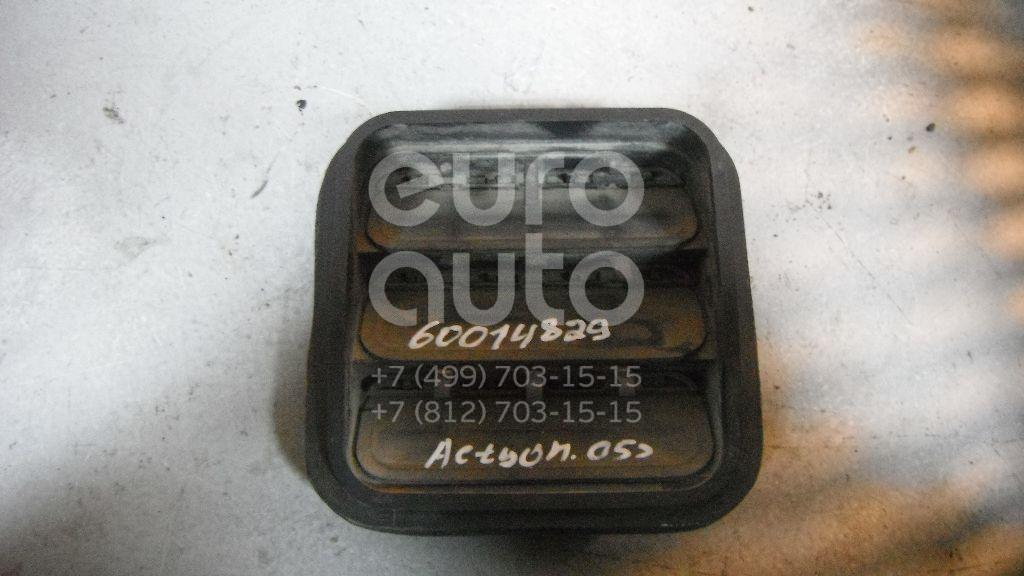 euro
auto
60014829
+7 (499) 703-15-15
+7 (812) 703-15-15
Actyon.05>